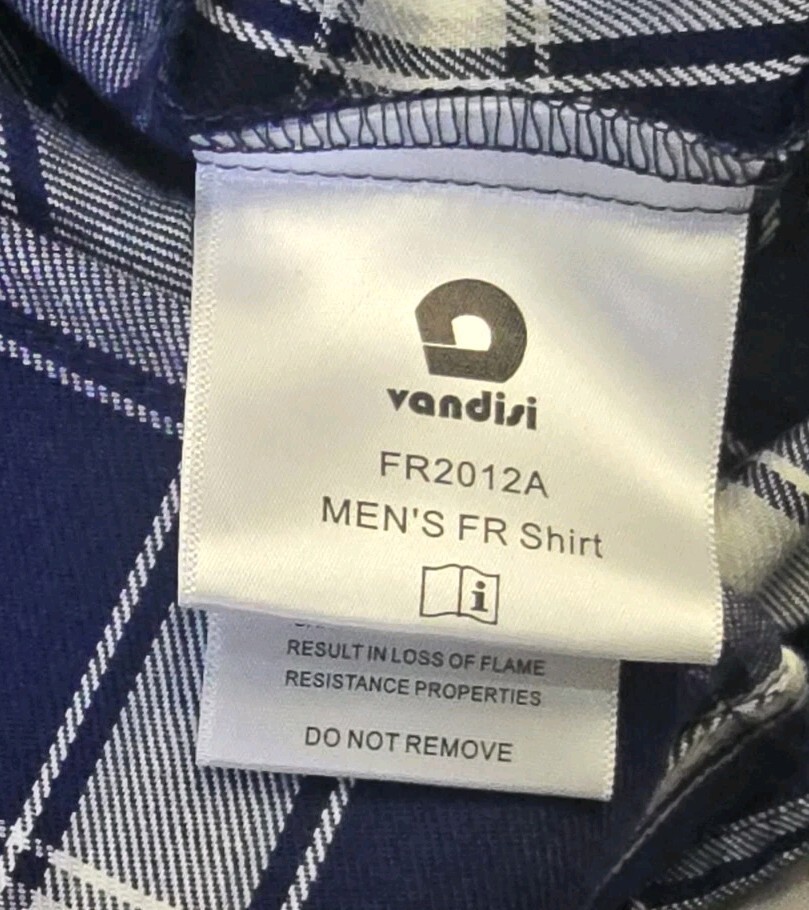 vandisi
FR2012A
MEN'S FR Shirt
i
RESULT IN LOSS OF FLAME
RESISTANCE PROPERTIES
DO NOT REMOVE